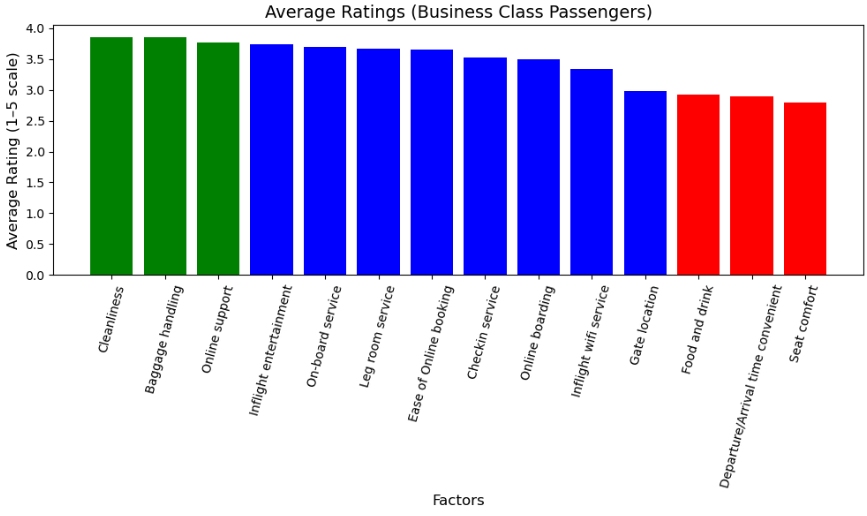 Average Ratings (Business Class Passengers)
Average Rating (1–5 scale)
4.0
3.5
3.0
2.5
2.0
1.5
1.0
0.5
0.0
Cleanliness
Baggage handling
Online support
Inflight entertainment
On-board service
Leg room service
Ease of Online booking
Checkin service
Online boarding
Inflight wifi service
Gate location
Food and drink
Departure/Arrival time convenient
Seat comfort
Factors